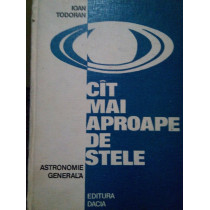 IOAN
TODORAN
CÎT
MAI
APROAPE
DE
STELE
ASTRONOMIE
GENERALĂ
EDITURA
DACIA